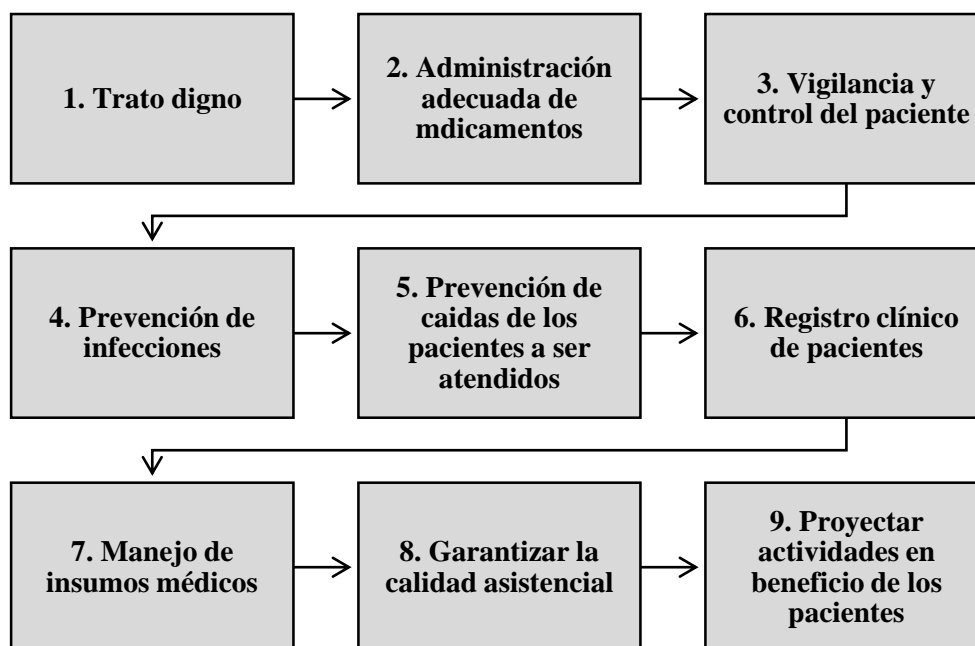 1. Trato digno
2. Administración
adecuada de
mdicamentos
3. Vigilancia y
control del paciente
4. Prevención de
infecciones
5. Prevención de
caidas de los
pacientes a ser
atendidos
6. Registro clínico
de pacientes
7. Manejo de
insumos médicos
8. Garantizar la
calidad asistencial
9. Proyectar
actividades en
beneficio de los
pacientes